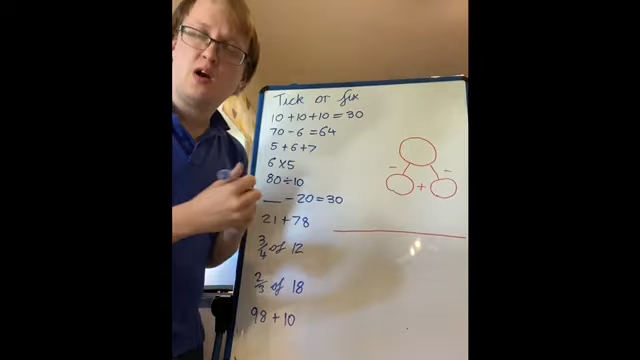 Tick or fix
10 + 10 + 10 = 30
70 - 6 = 64
5 + 6 + 7
6 x 5
80 ÷ 10
__ - 20 = 30
21 + 78
3/4 of 12
2/3 of 18
98 + 10
- -
+